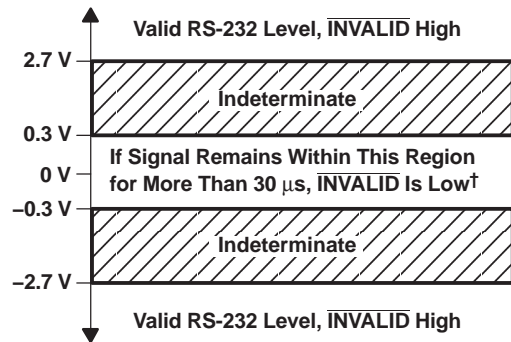 Valid RS-232 Level, INVALID High
2.7 V
Indeterminate
0.3 V
If Signal Remains Within This Region
0 V
for More Than 30 μs, INVALID Is Low†
−0.3 V
Indeterminate
−2.7 V
Valid RS-232 Level, INVALID High